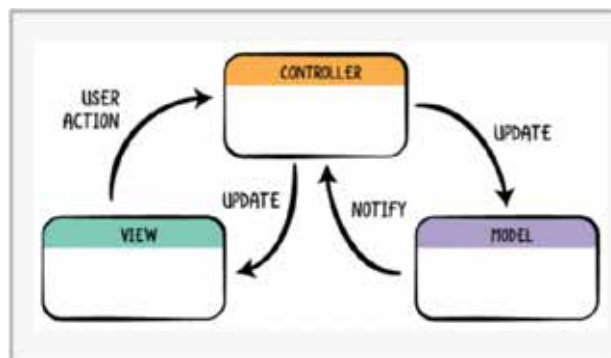 CONTROLLER
USER
ACTION
UPDATE
UPDATE
NOTIFY
VIEW
MODEL